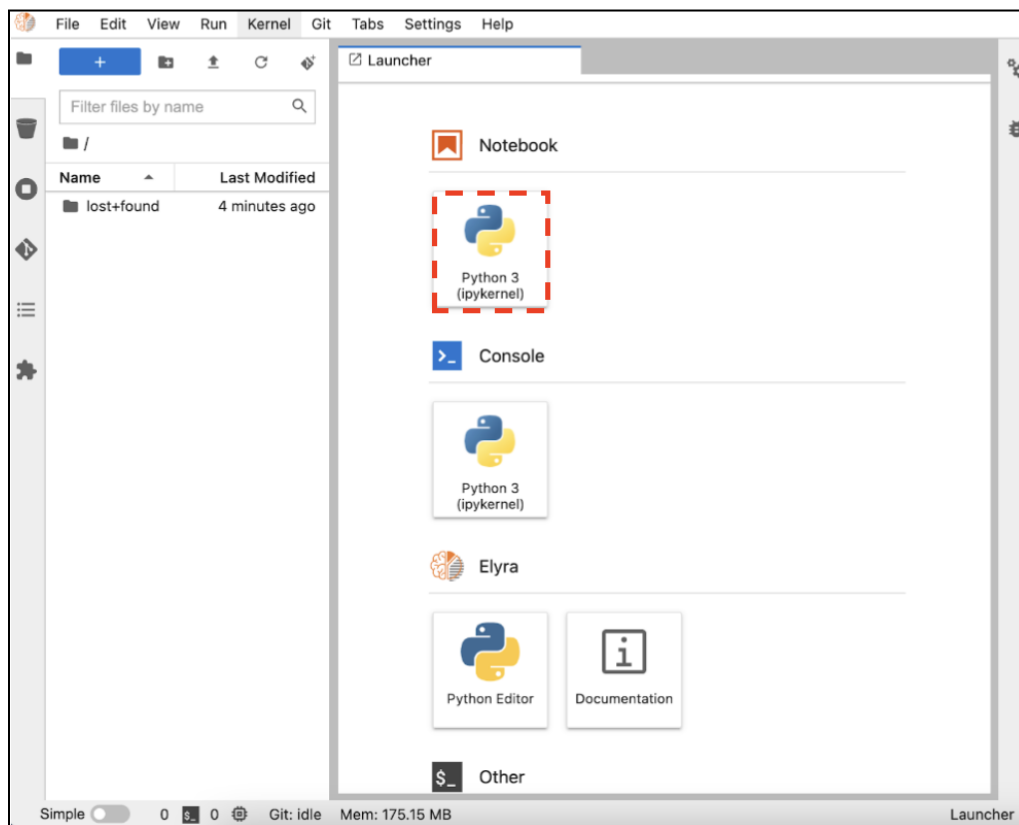 File Edit View Run Kernel Git Tabs Settings Help
+
Launcher
Filter files by name
/
Name Last Modified
lost+found 4 minutes ago
Notebook
Python 3
(ipykernel)
>_ Console
Python 3
(ipykernel)
Elyra
Python Editor
i
Documentation
$_ Other
Simple 0 $_ 0 Git: idle Mem: 175.15 MB Launcher